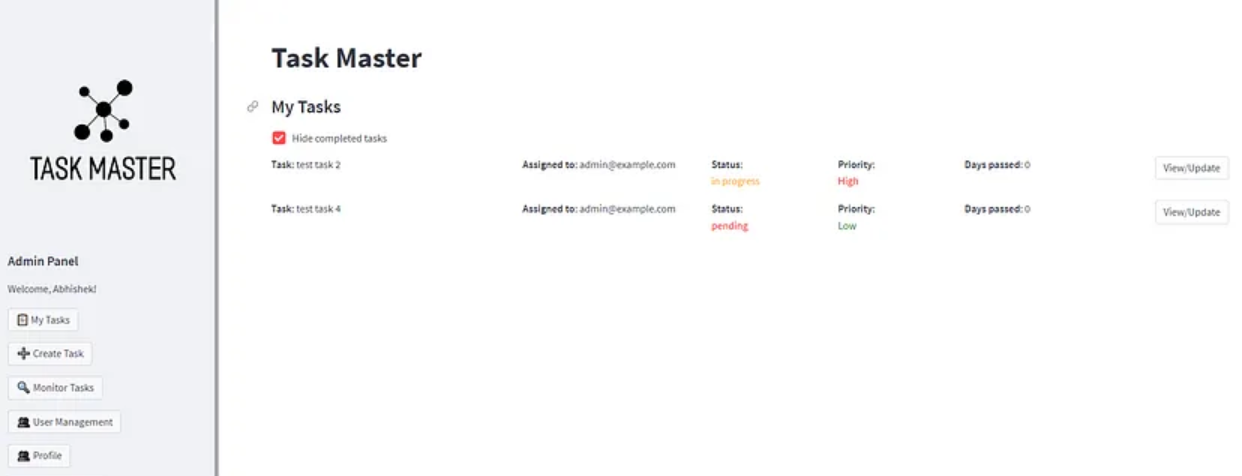 TASK MASTER
Admin Panel
Welcome, Abhishek!
My Tasks
Create Task
Monitor Tasks
User Management
Profile
Task Master
My Tasks
Hide completed tasks
Task: test task 2 Assigned to: admin@example.com Status: Priority: Days passed: 0 View/Update
in progress High
Task: test task 4 Assigned to: admin@example.com Status: Priority: Days passed: 0 View/Update
pending Low